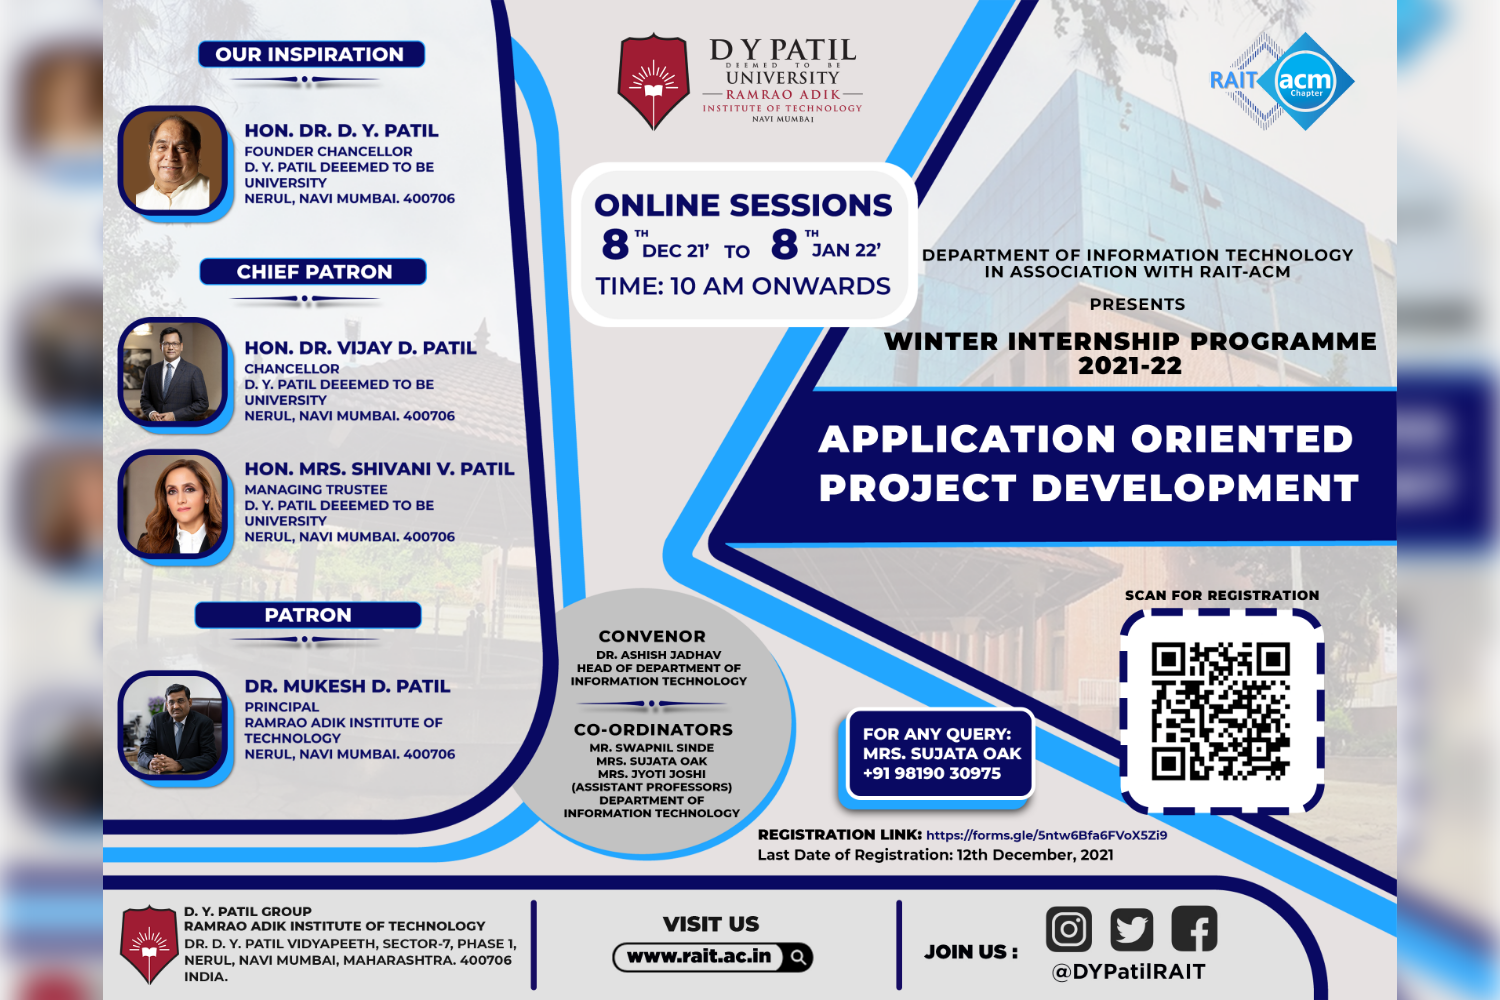 OUR INSPIRATION
HON. DR. D. Y. PATIL
FOUNDER CHANCELLOR
D. Y. PATIL DEEEMED TO BE
UNIVERSITY
NERUL, NAVI MUMBAI. 400706
CHIEF PATRON
HON. DR. VIJAY D. PATIL
CHANCELLOR
D. Y. PATIL DEEEMED TO BE
UNIVERSITY
NERUL, NAVI MUMBAI. 400706
HON. MRS. SHIVANI V. PATIL
MANAGING TRUSTEE
D. Y. PATIL DEEEMED TO BE
UNIVERSITY
NERUL, NAVI MUMBAI. 400706
PATRON
DR. MUKESH D. PATIL
PRINCIPAL
RAMRAO ADIK INSTITUTE OF
TECHNOLOGY
NERUL, NAVI MUMBAI. 400706
D Y PATIL
DEEMED TO BE
UNIVERSITY
RAMRAO ADIK
INSTITUTE OF TECHNOLOGY
NAVI MUMBAI
RAIT acm
Chapter
ONLINE SESSIONS
8TH DEC 21' TO 8TH JAN 22'
TIME: 10 AM ONWARDS
DEPARTMENT OF INFORMATION TECHNOLOGY
IN ASSOCIATION WITH RAIT-ACM
PRESENTS
WINTER INTERNSHIP PROGRAMME
2021-22
APPLICATION ORIENTED
PROJECT DEVELOPMENT
SCAN FOR REGISTRATION
CONVENOR
DR. ASHISH JADHAV
HEAD OF DEPARTMENT OF
INFORMATION TECHNOLOGY
CO-ORDINATORS
MR. SWAPNIL SINDE
MRS. SUJATA OAK
MRS. JYOTI JOSHI
(ASSISTANT PROFESSORS)
DEPARTMENT OF
INFORMATION TECHNOLOGY
FOR ANY QUERY:
MRS. SUJATA OAK
+91 98190 30975
REGISTRATION LINK: https://forms.gle/5ntw6Bfa6FVoX5Zi9
Last Date of Registration: 12th December, 2021
D. Y. PATIL GROUP
RAMRAO ADIK INSTITUTE OF TECHNOLOGY
DR. D. Y. PATIL VIDYAPEETH, SECTOR-7, PHASE 1,
NERUL, NAVI MUMBAI, MAHARASHTRA. 400706
INDIA.
VISIT US
www.rait.ac.in
JOIN US :
@DYPatilRAIT